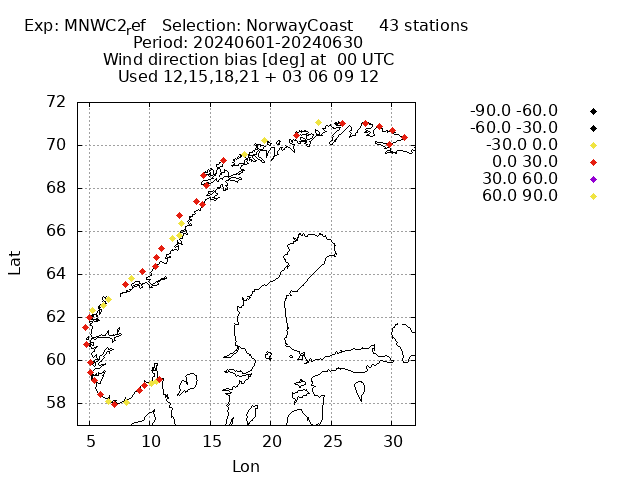 Exp: MNWC2ref Selection: NorwayCoast 43 stations
Period: 20240601-20240630
Wind direction bias [deg] at 00 UTC
Used 12,15,18,21 + 03 06 09 12
72
70
68
66
64
62
60
58
5 10 15 20 25 30
Lat
Lon
-90.0 -60.0
-60.0 -30.0
-30.0 0.0
0.0 30.0
30.0 60.0
60.0 90.0